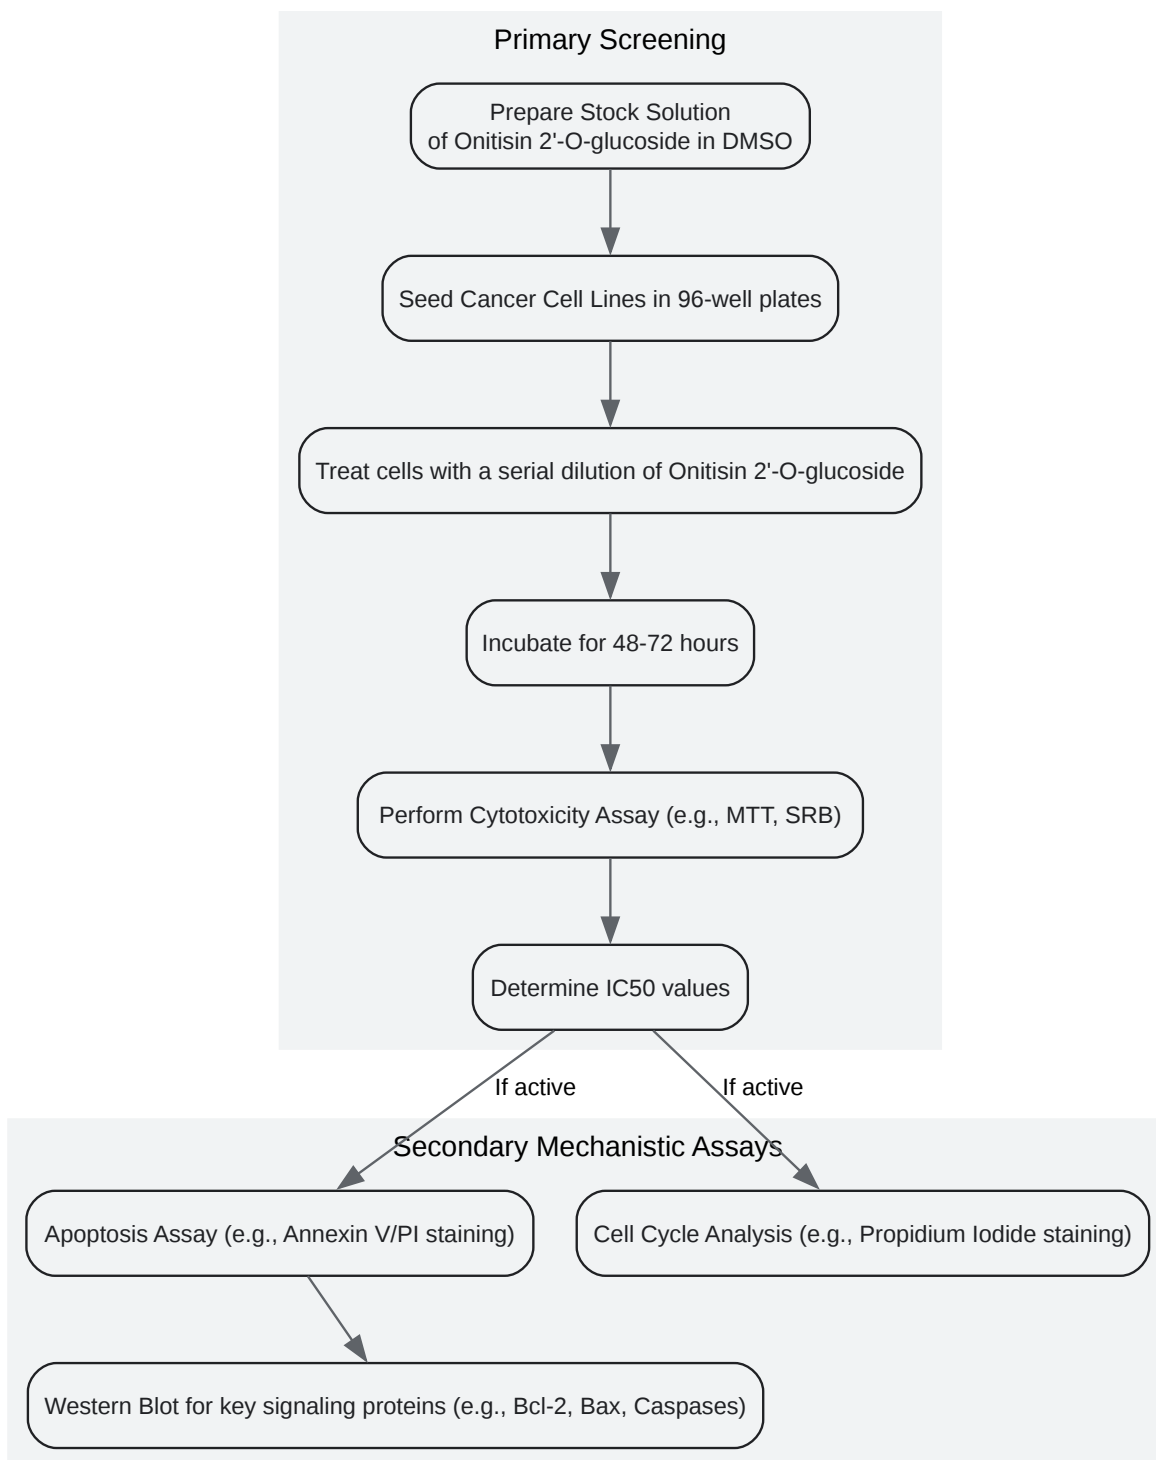 Primary Screening
Prepare Stock Solution
of Onitisin 2'-O-glucoside in DMSO
Seed Cancer Cell Lines in 96-well plates
Treat cells with a serial dilution of Onitisin 2'-O-glucoside
Incubate for 48-72 hours
Perform Cytotoxicity Assay (e.g., MTT, SRB)
Determine IC50 values
If active
If active
Secondary Mechanistic Assays
Apoptosis Assay (e.g., Annexin V/PI staining)
Cell Cycle Analysis (e.g., Propidium Iodide staining)
Western Blot for key signaling proteins (e.g., Bcl-2, Bax, Caspases)